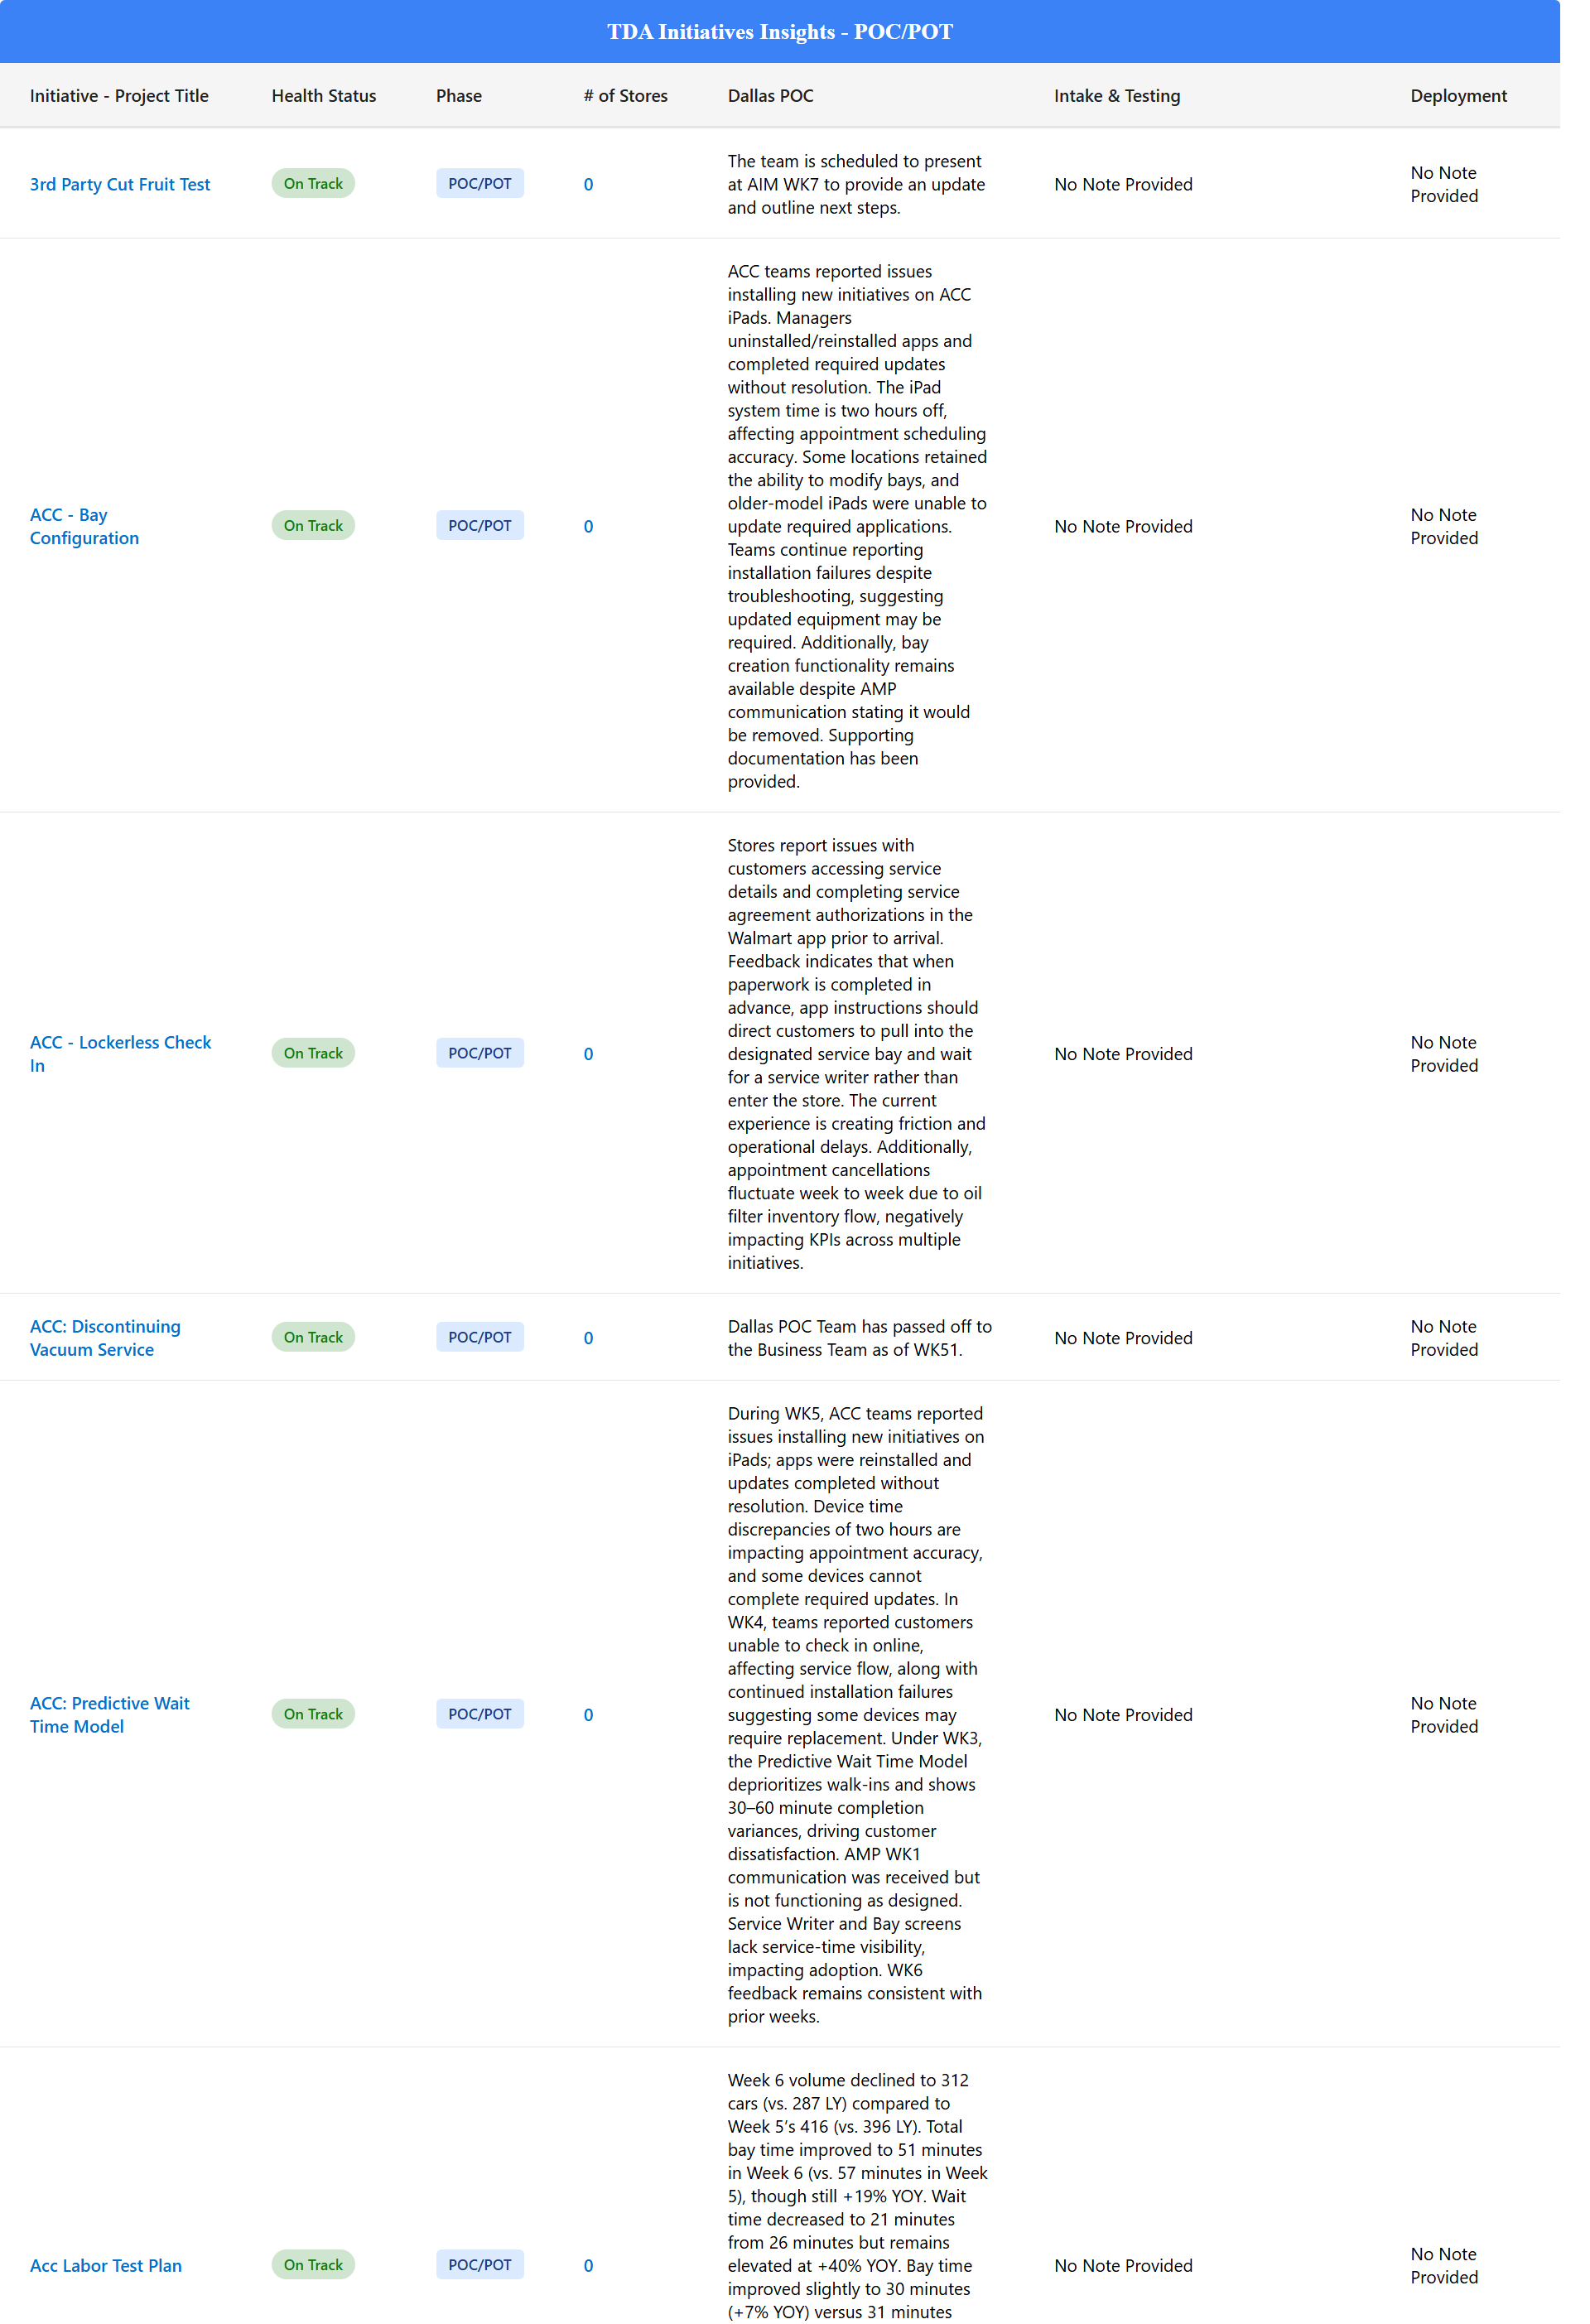 TDA Initiatives Insights - POC/POT
Initiative - Project Title Health Status Phase # of Stores Dallas POC Intake & Testing Deployment
3rd Party Cut Fruit Test
On Track
POC/POT
0
The team is scheduled to present
at AIM WK7 to provide an update
and outline next steps.
No Note Provided
No Note
Provided
ACC - Bay
Configuration
On Track
POC/POT
0
ACC teams reported issues
installing new initiatives on ACC
iPads. Managers
uninstalled/reinstalled apps and
completed required updates
without resolution. The iPad
system time is two hours off,
affecting appointment scheduling
accuracy. Some locations retained
the ability to modify bays, and
older-model iPads were unable to
update required applications.
Teams continue reporting
installation failures despite
troubleshooting, suggesting
updated equipment may be
required. Additionally, bay
creation functionality remains
available despite AMP
communication stating it would
be removed. Supporting
documentation has been
provided.
No Note Provided
No Note
Provided
ACC - Lockerless Check
In
On Track
POC/POT
0
Stores report issues with
customers accessing service
details and completing service
agreement authorizations in the
Walmart app prior to arrival.
Feedback indicates that when
paperwork is completed in
advance, app instructions should
direct customers to pull into the
designated service bay and wait
for a service writer rather than
enter the store. The current
experience is creating friction and
operational delays. Additionally,
appointment cancellations
fluctuate week to week due to oil
filter inventory flow, negatively
impacting KPIs across multiple
initiatives.
No Note Provided
No Note
Provided
ACC: Discontinuing
Vacuum Service
On Track
POC/POT
0
Dallas POC Team has passed off to
the Business Team as of WK51.
No Note Provided
No Note
Provided
ACC: Predictive Wait
Time Model
On Track
POC/POT
0
During WK5, ACC teams reported
issues installing new initiatives on
iPads; apps were reinstalled and
updates completed without
resolution. Device time
discrepancies of two hours are
impacting appointment accuracy,
and some devices cannot
complete required updates. In
WK4, teams reported customers
unable to check in online,
affecting service flow, along with
continued installation failures
suggesting some devices may
require replacement. Under WK3,
the Predictive Wait Time Model
deprioritizes walk-ins and shows
30–60 minute completion
variances, driving customer
dissatisfaction. AMP WK1
communication was received but
is not functioning as designed.
Service Writer and Bay screens
lack service-time visibility,
impacting adoption. WK6
feedback remains consistent with
prior weeks.
No Note Provided
No Note
Provided
Acc Labor Test Plan
On Track
POC/POT
0
Week 6 volume declined to 312
cars (vs. 287 LY) compared to
Week 5's 416 (vs. 396 LY). Total
bay time improved to 51 minutes
in Week 6 (vs. 57 minutes in Week
5), though still +19% YOY. Wait
time decreased to 21 minutes
from 26 minutes but remains
elevated at +40% YOY. Bay time
improved slightly to 30 minutes
(+7% YOY) versus 31 minutes
No Note Provided
No Note
Provided